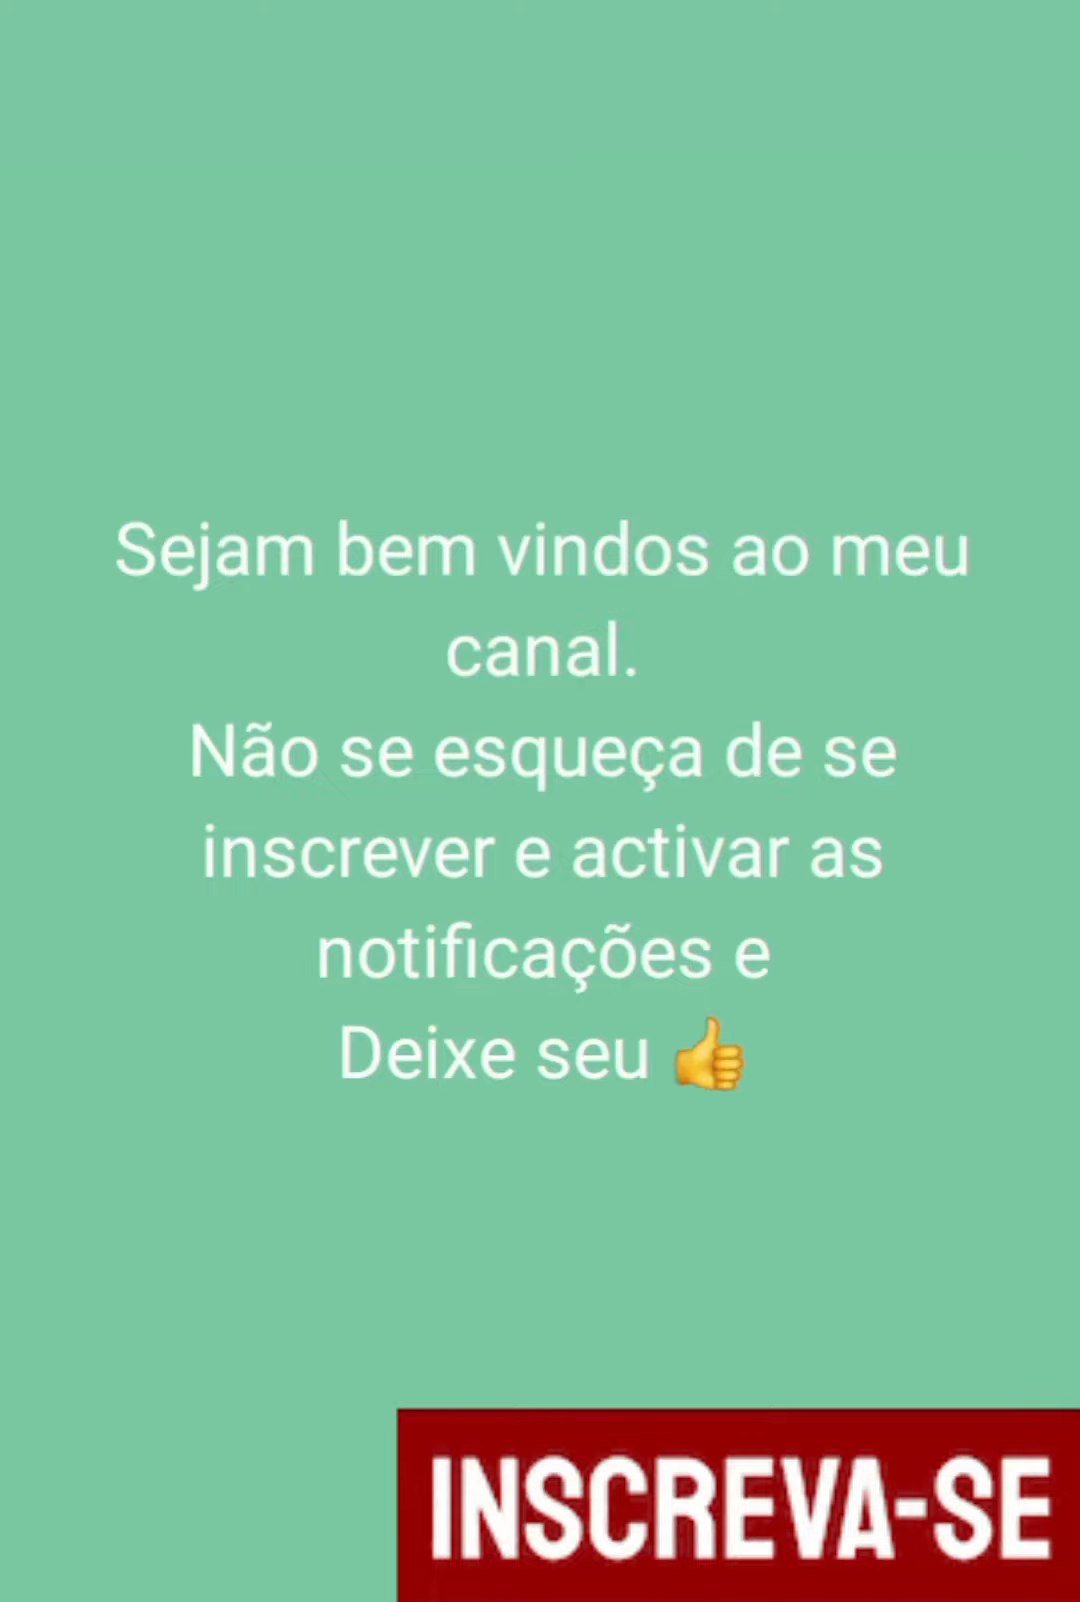 Sejam bem vindos ao meu
canal.
Não se esqueça de se
inscrever e activar as
notificações e
Deixe seu 👍
INSCREVA-SE